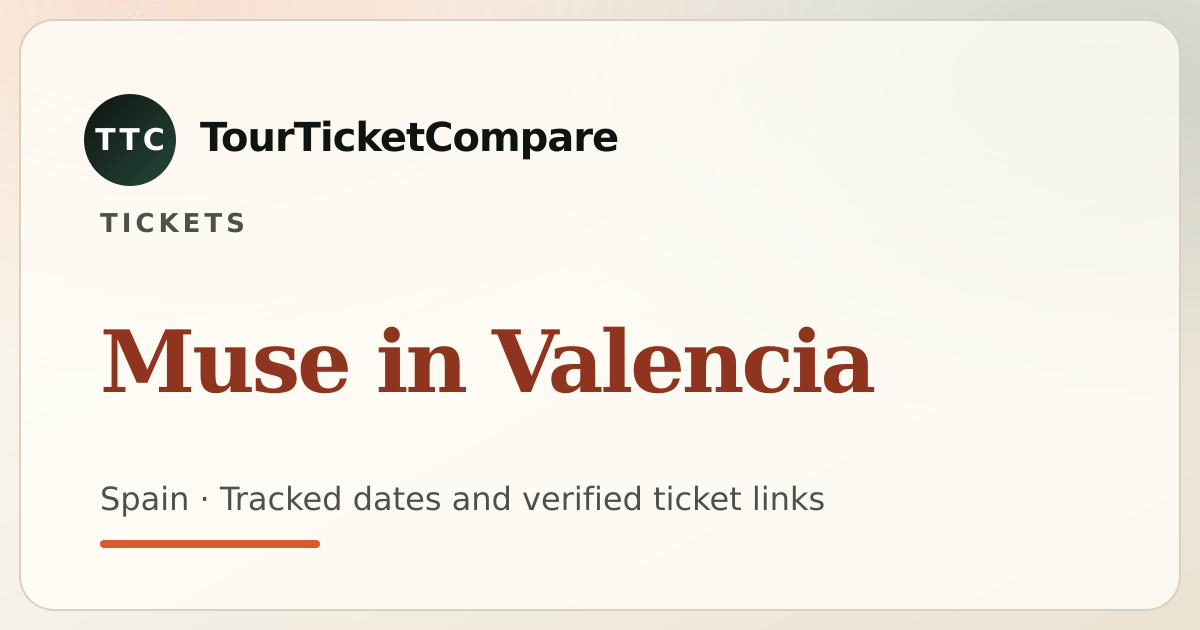 TTC TourTicketCompare
TICKETS
Muse in Valencia
Spain · Tracked dates and verified ticket links